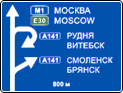 M1 МОСКВА
E30 MOSCOW
A141 РУДНЯ
ВИТЕБСК
A141 СМОЛЕНСК
БРЯНСК
800 м